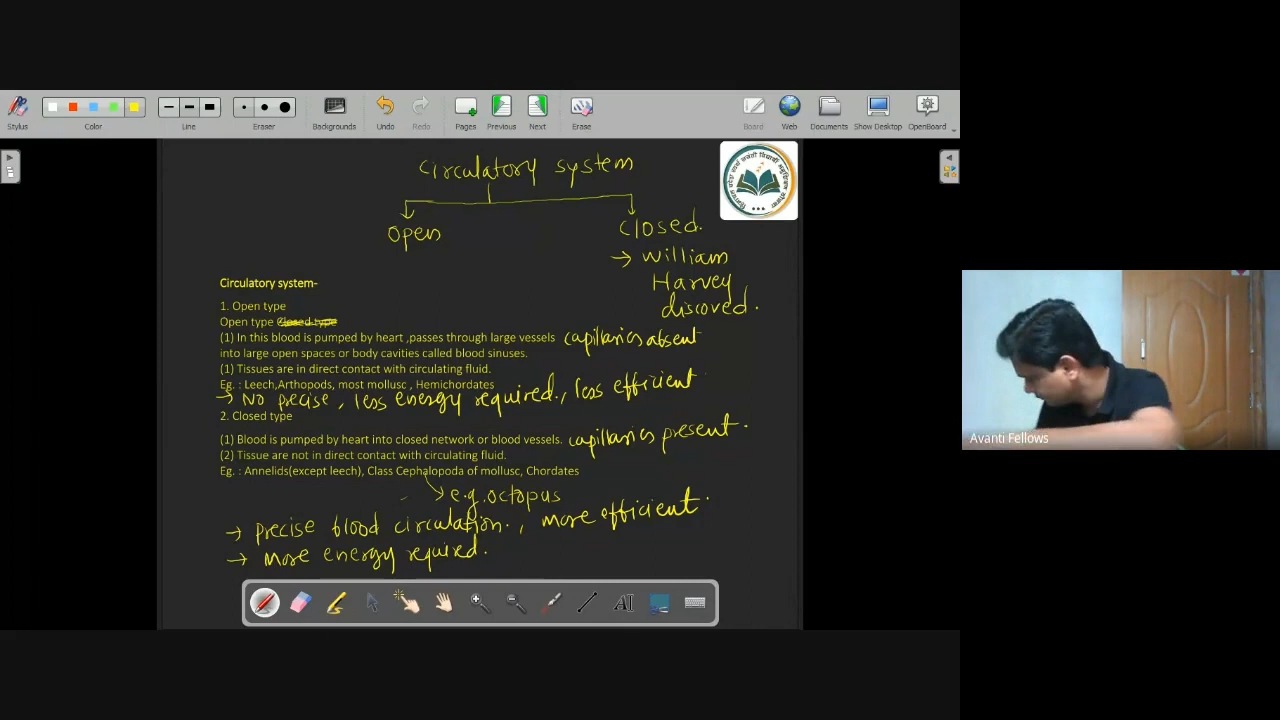 Stylus Color Line Eraser Backgrounds Undo Redo Pages Previous Next Erase Board Web Documents Show Desktop OpenBoard
Circulatory system
Open
Closed.
→ William
Harvey
discoved.
Circulatory system-
1. Open type
Open type Closed type
(1) In this blood is pumped by heart ,passes through large vessels capillaries absent
into large open spaces or body cavities called blood sinuses.
(1) Tissues are in direct contact with circulating fluid.
Eg. : Leech,Arthopods, most mollusc , Hemichordates
→ No precise, less energy required., less efficient
2. Closed type
(1) Blood is pumped by heart into closed network or blood vessels. capillaries present.
(2) Tissue are not in direct contact with circulating fluid.
Eg. : Annelids(except leech), Class Cephalopoda of mollusc, Chordates
e.g. octopus
→ precise blood circulation., more efficient.
→ more energy required.
AI
Avanti Fellows